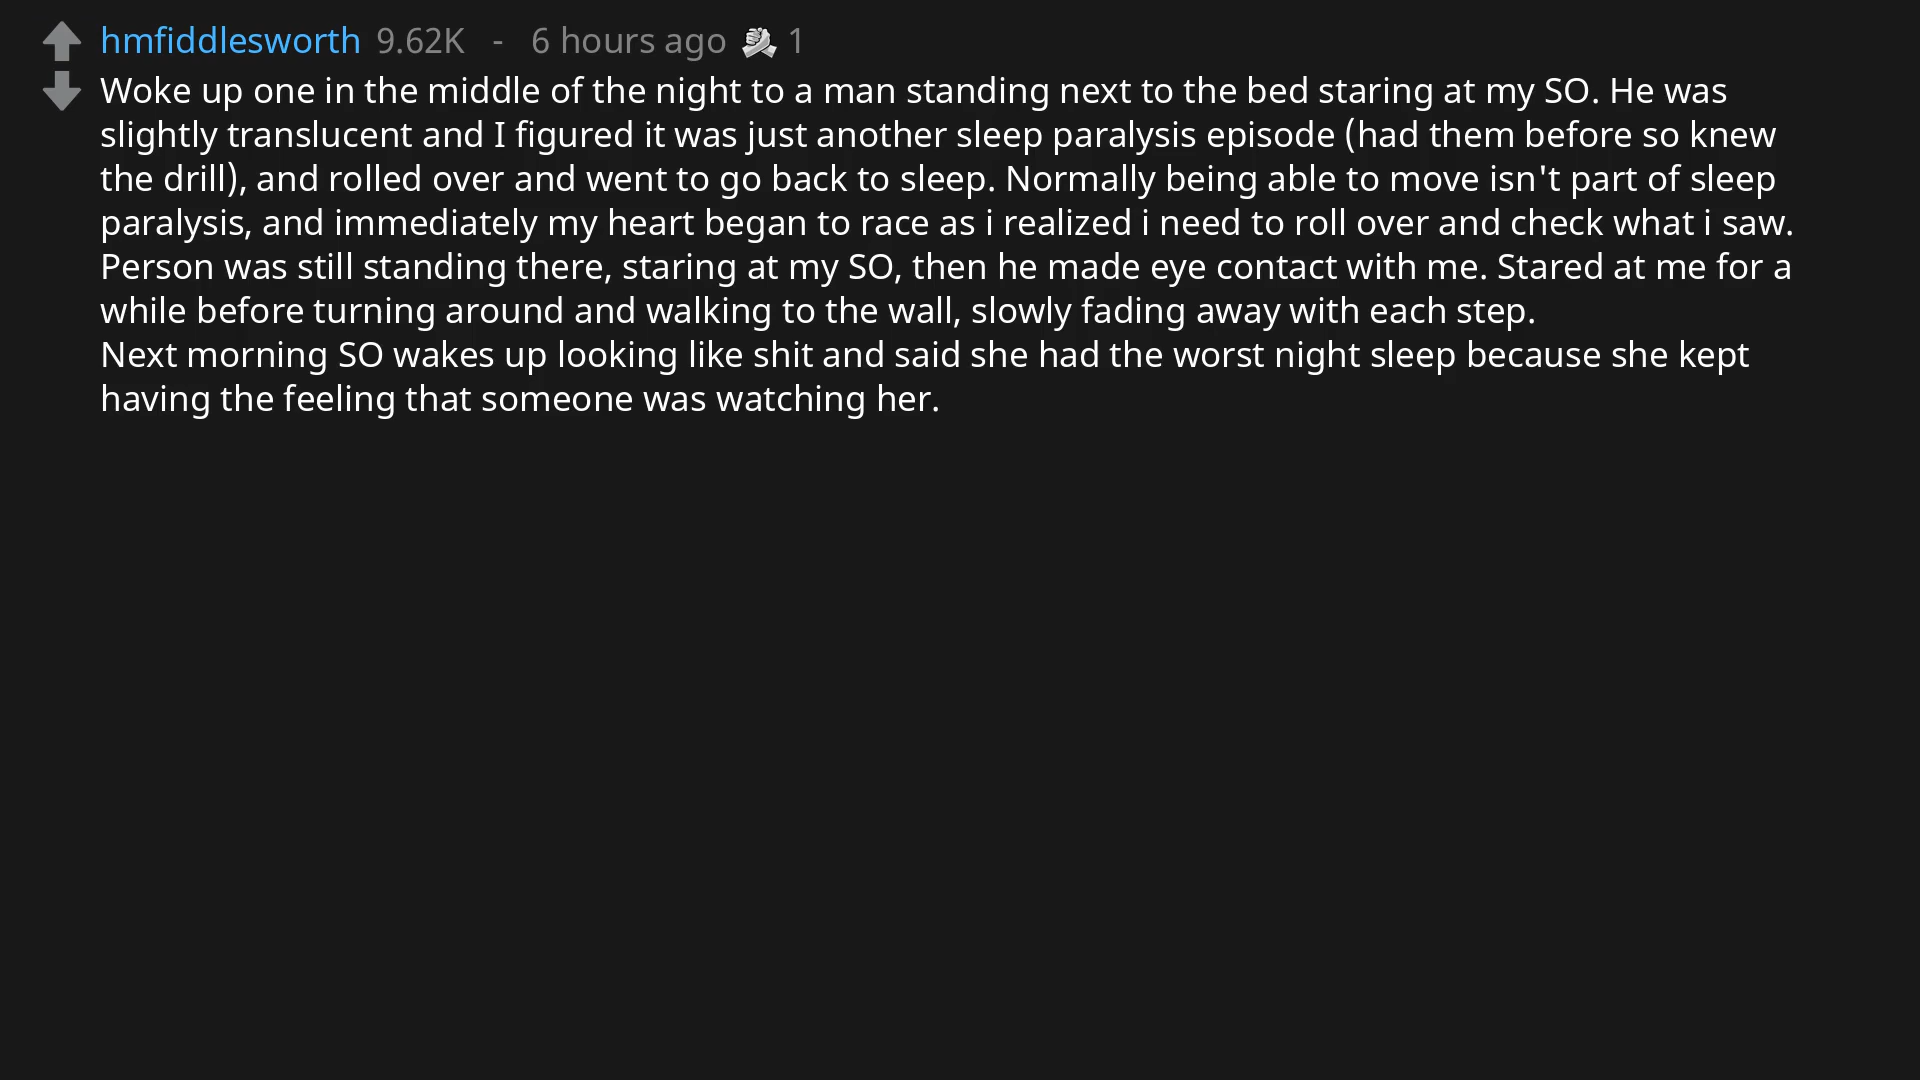 hmfiddlesworth 9.62K - 6 hours ago 1
Woke up one in the middle of the night to a man standing next to the bed staring at my SO. He was
slightly translucent and I figured it was just another sleep paralysis episode (had them before so knew
the drill), and rolled over and went to go back to sleep. Normally being able to move isn't part of sleep
paralysis, and immediately my heart began to race as i realized i need to roll over and check what i saw.
Person was still standing there, staring at my SO, then he made eye contact with me. Stared at me for a
while before turning around and walking to the wall, slowly fading away with each step.
Next morning SO wakes up looking like shit and said she had the worst night sleep because she kept
having the feeling that someone was watching her.